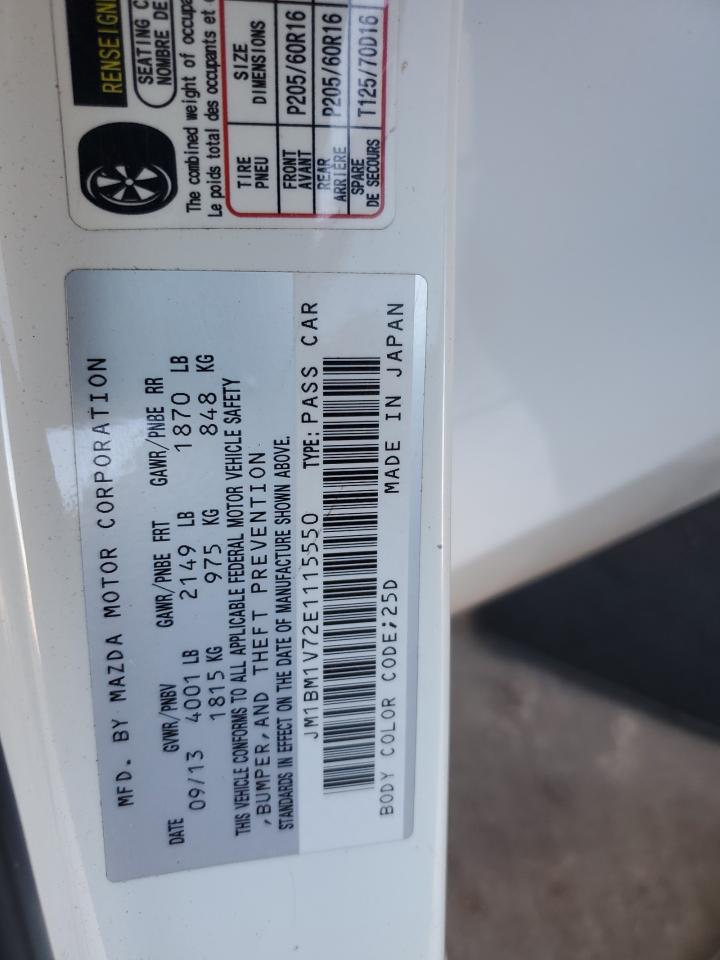 MFD. BY MAZDA MOTOR CORPORATION
DATE GVWR/PNBV GAWR/PNBE FRT GAWR/PNBE RR
09/13 4001 LB 2149 LB 1870 LB
1815 KG 975 KG 848 KG
THIS VEHICLE CONFORMS TO ALL APPLICABLE FEDERAL MOTOR VEHICLE SAFETY
,BUMPER,AND THEFT PREVENTION
STANDARDS IN EFFECT ON THE DATE OF MANUFACTURE SHOWN ABOVE.
JM1BM1V72E1115550 TYPE:PASS CAR
BODY COLOR CODE;25D MADE IN JAPAN
SEATING C
NOMBRE DE
The combined weight of
Le poids total des occupants et
TIRE SIZE
PNEU DIMENSIONS
FRONT P205/60R16
AVANT
REAR P205/60R16
ARRIÈRE
SPARE T125/70D16
DE SECOURS